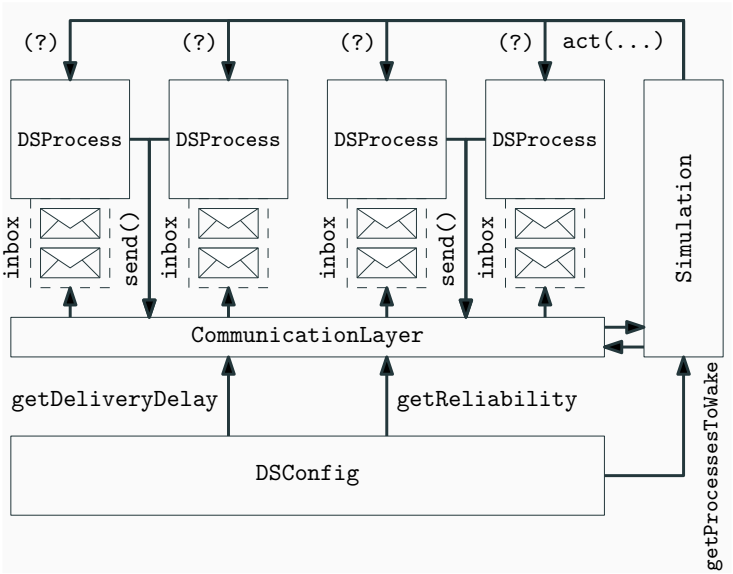 (?) (?) (?) (?) act(...)
DSProcess DSProcess DSProcess DSProcess
Simulation
inbox send() inbox inbox send() inbox
CommunicationLayer
getDeliveryDelay getReliability
getProcessesToWake
DSConfig